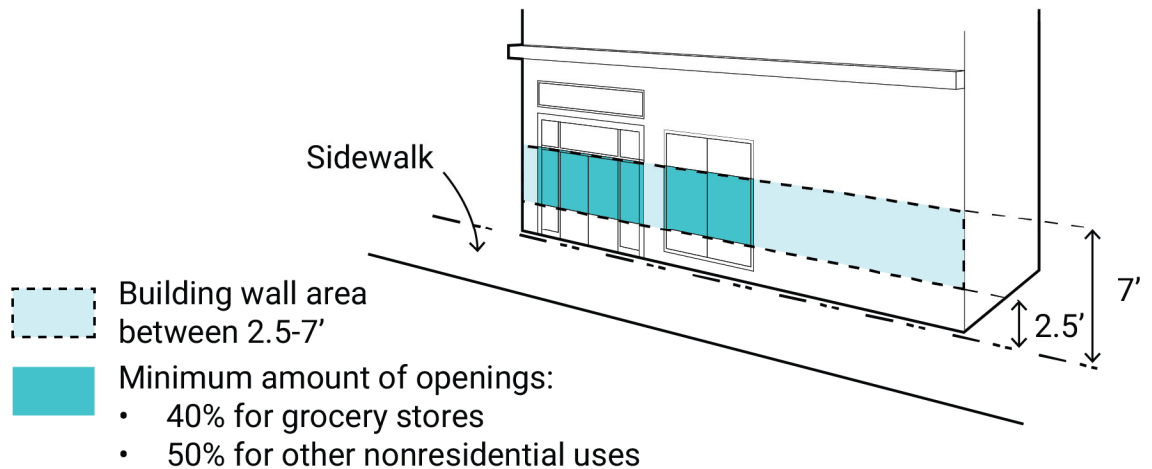 Sidewalk
7’
2.5’
Building wall area
between 2.5-7’
Minimum amount of openings:
• 40% for grocery stores
• 50% for other nonresidential uses